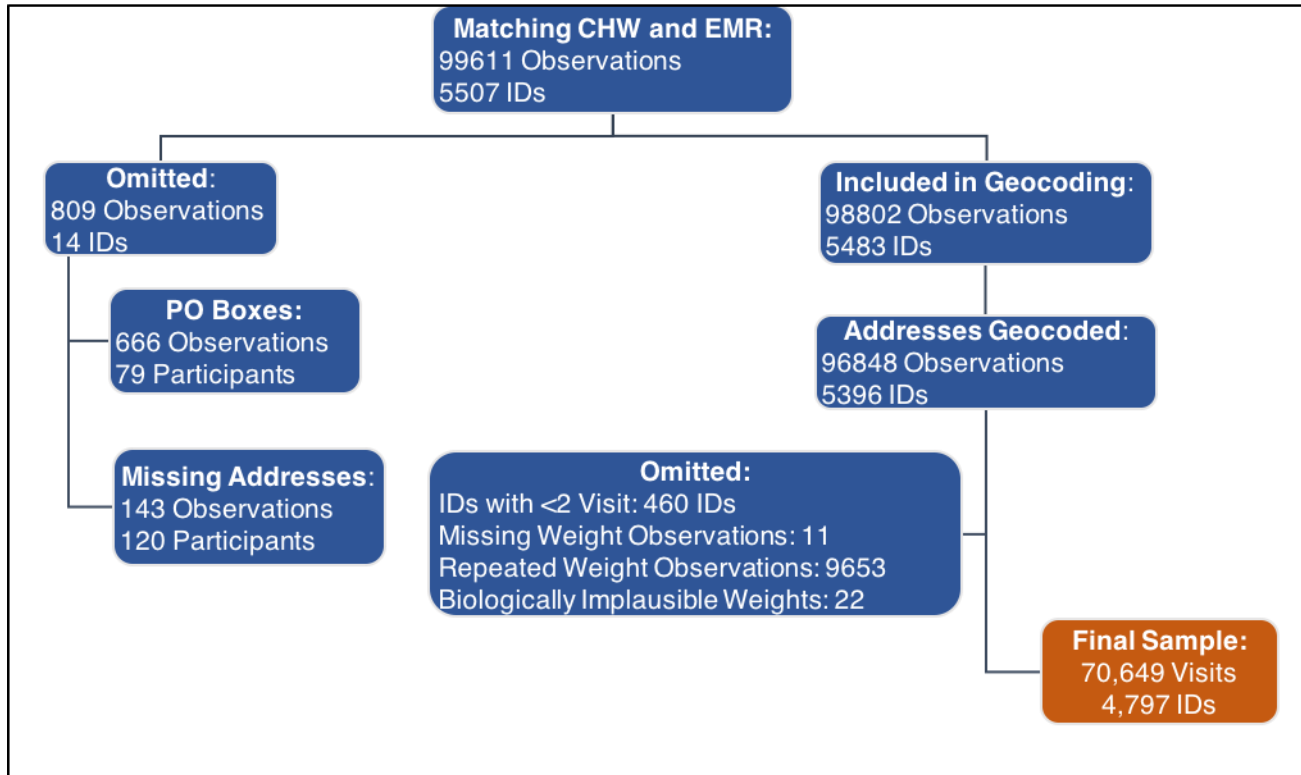 Matching CHW and EMR:
99611 Observations
5507 IDs
Omitted:
809 Observations
14 IDs
Included in Geocoding:
98802 Observations
5483 IDs
PO Boxes:
666 Observations
79 Participants
Addresses Geocoded:
96848 Observations
5396 IDs
Missing Addresses:
143 Observations
120 Participants
Omitted:
IDs with <2 Visit: 460 IDs
Missing Weight Observations: 11
Repeated Weight Observations: 9653
Biologically Implausible Weights: 22
Final Sample:
70,649 Visits
4,797 IDs